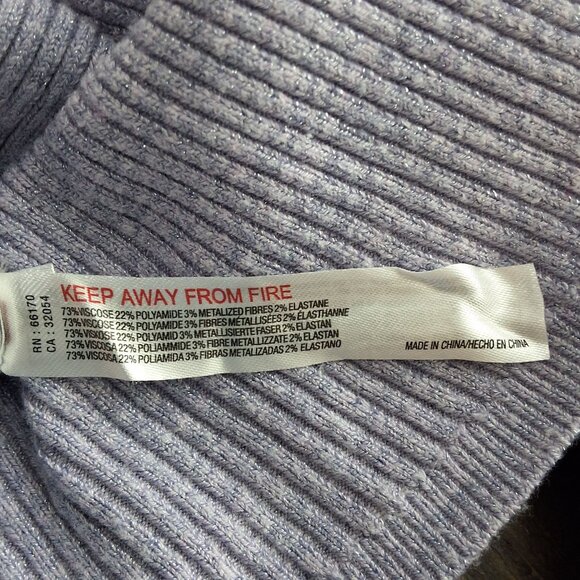 RN : 66170
CA : 32054
KEEP AWAY FROM FIRE
73%VISCOSE 22% POLYAMIDE 3% METALIZED FIBRES 2% ELASTANE
73%VISCOSE 22% POLYAMIDE 3% FIBRES MÉTALLISÉES 2% ÉLASTHANNE
73%VISKOSE 22% POLYAMID 3% METALLISIERTE FASER 2% ELASTAN
73%VISCOSA 22% POLIAMMIDE 3% FIBRE METALLIZZATE 2% ELASTAN
73%VISCOSA 22% POLIAMIDA 3% FIBRAS METALIZADAS 2% ELASTANO
MADE IN CHINA/HECHO EN CHINA